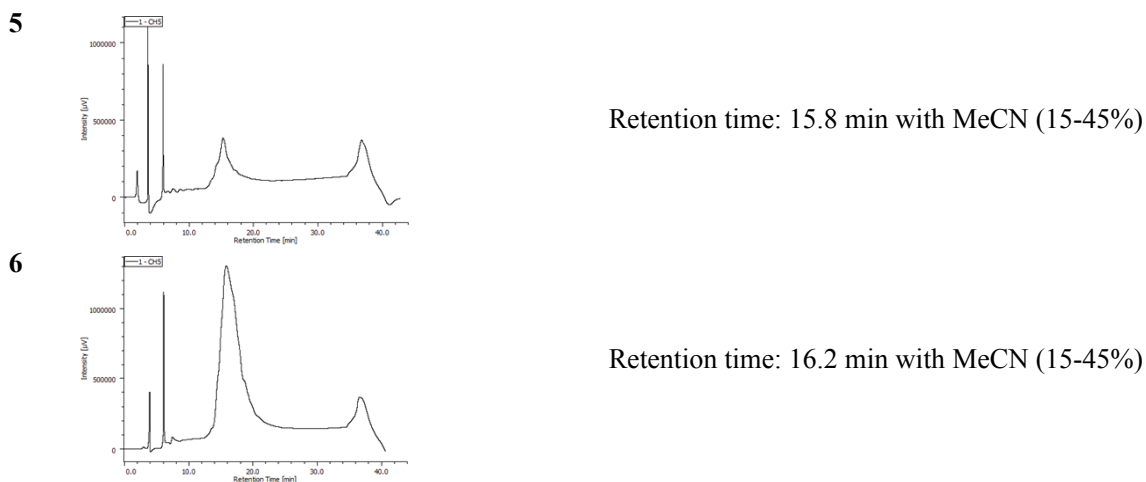 5
1 - CH5
Intensity [µV]
1000000
500000
0
0.0 10.0 20.0 30.0 40.0
Retention Time [min]
Retention time: 15.8 min with MeCN (15-45%)
6
1 - CH5
Intensity [µV]
1000000
500000
0
0.0 10.0 20.0 30.0 40.0
Retention Time [min]
Retention time: 16.2 min with MeCN (15-45%)